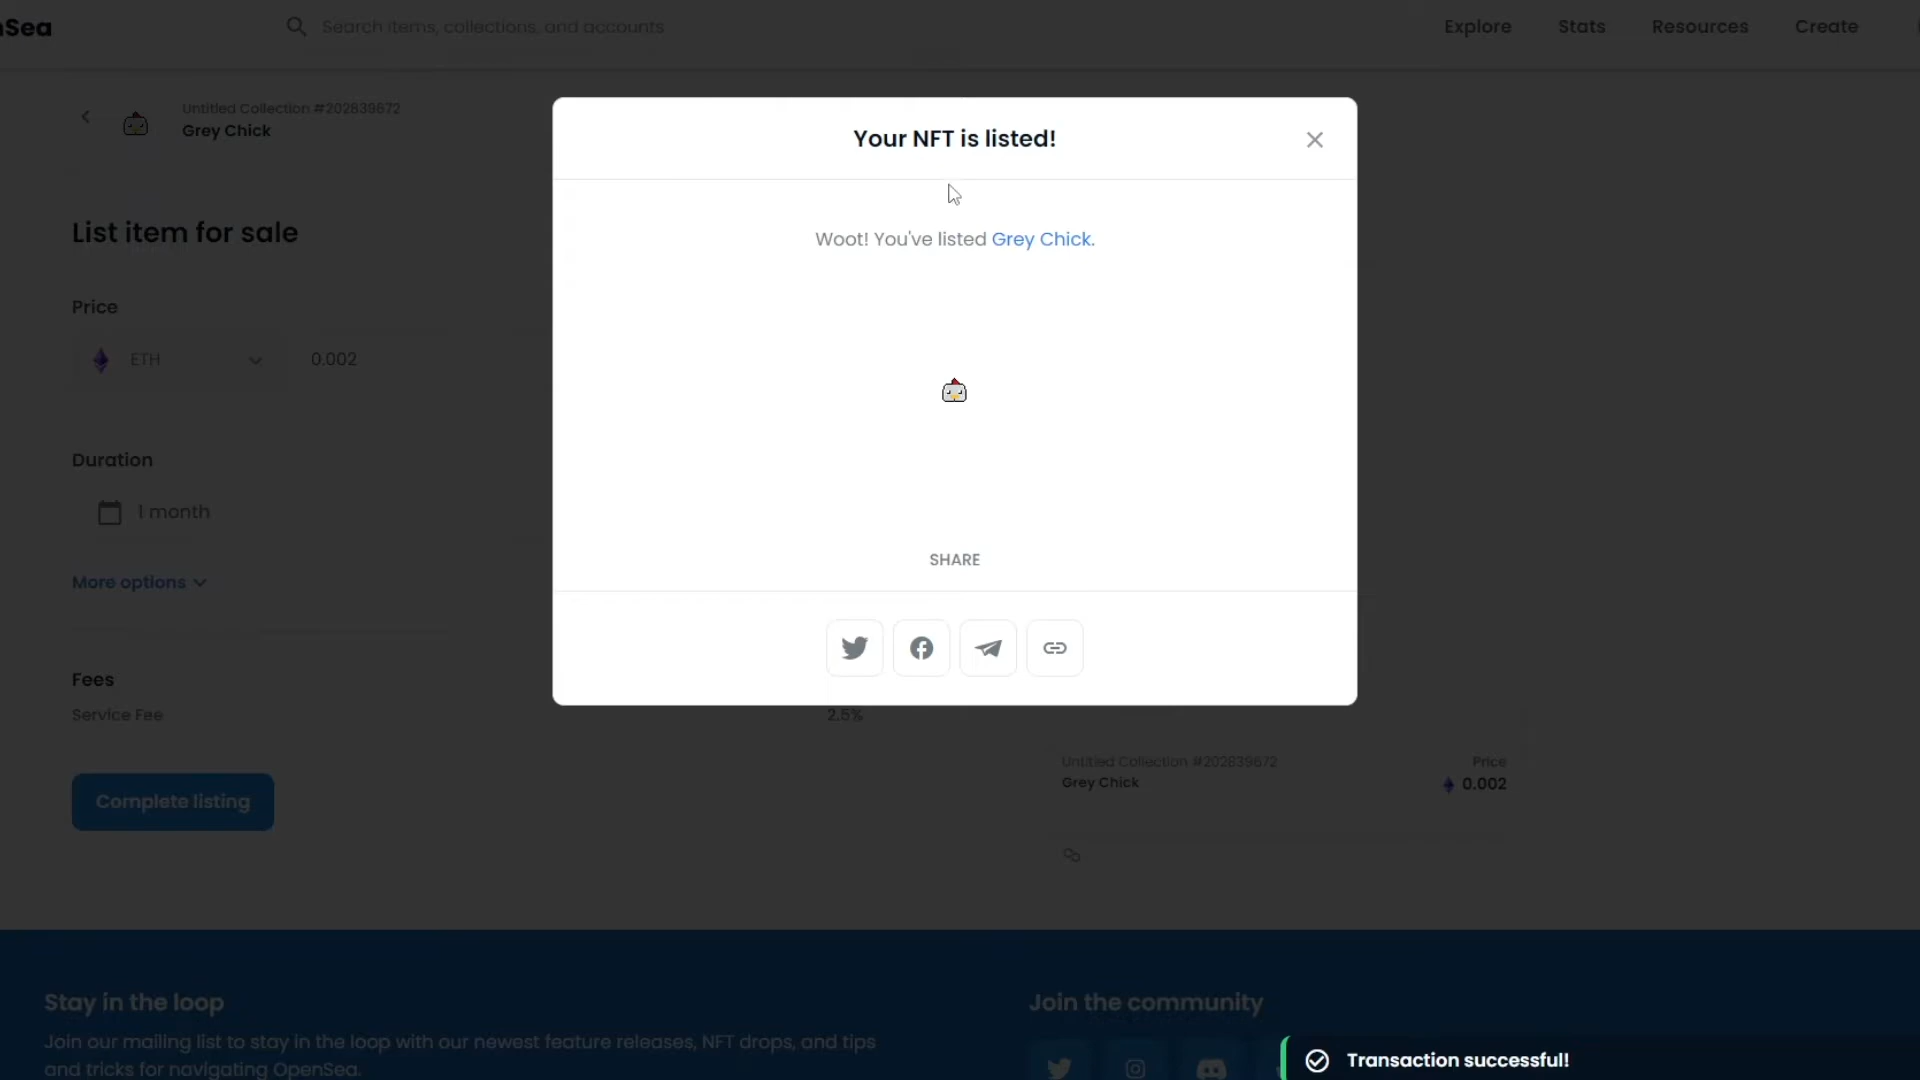 nSea
Search items, collections, and accounts
Explore
Stats
Resources
Create
Untitled Collection #202839672
Grey Chick
List item for sale
Price
ETH
0.002
Duration
1 month
More options
Fees
Service Fee
2.5%
Complete listing
Your NFT is listed!
Woot! You've listed Grey Chick.
SHARE
Untitled Collection #202839672
Price
Grey Chick
0.002
Stay in the loop
Join our mailing list to stay in the loop with our newest feature releases, NFT drops, and tips
and tricks for navigating OpenSea.
Join the community
Transaction successful!